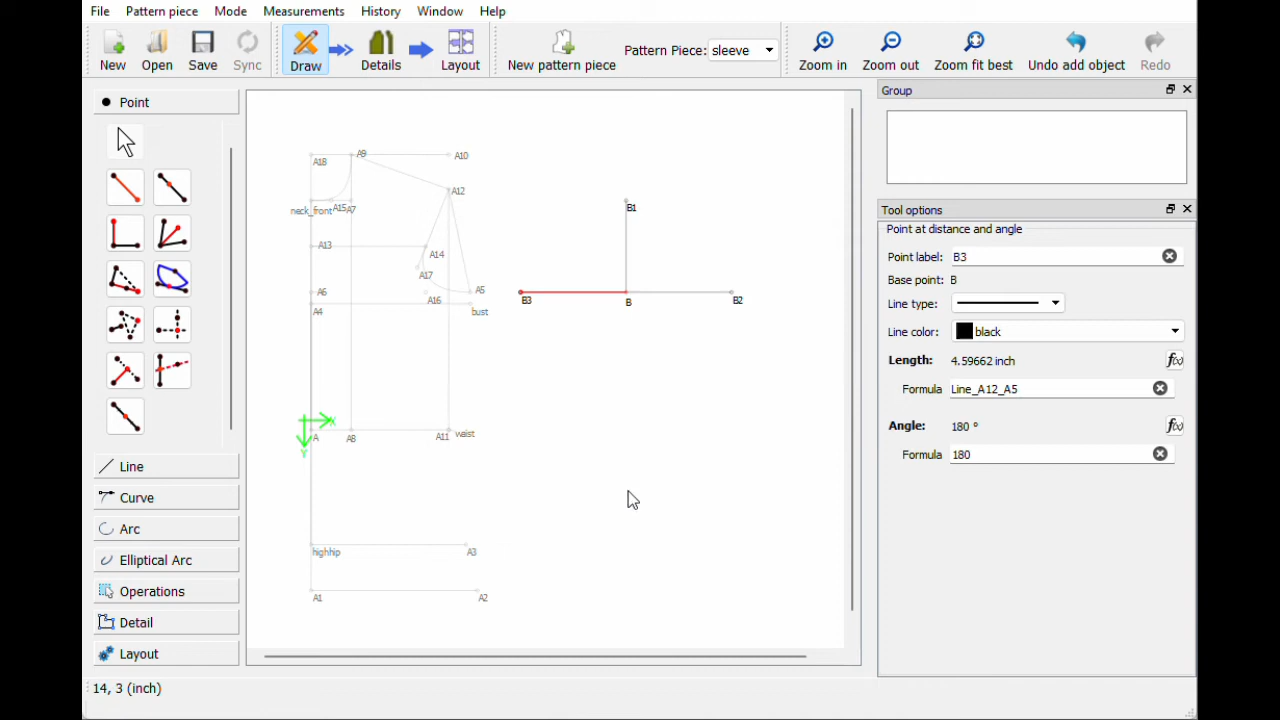 File Pattern piece Mode Measurements History Window Help
New Open Save Sync Draw Details Layout New pattern piece Pattern Piece: sleeve Zoom in Zoom out Zoom fit best Undo add object Redo
Point
Line
Curve
Arc
Elliptical Arc
Operations
Detail
Layout
A18 A9 A10
A12
neck_front A15 A7 B1
A13 A14
A17
A6 A16 A5 B3 B B2
A4 bust
X
A A8 A11 waist
Y
highhip A3
A1 A2
Group
Tool options
Point at distance and angle
Point label: B3
Base point: B
Line type:
Line color: black
Length: 4.59662 inch f(x)
Formula Line_A12_A5
Angle: 180 ° f(x)
Formula 180
14, 3 (inch)